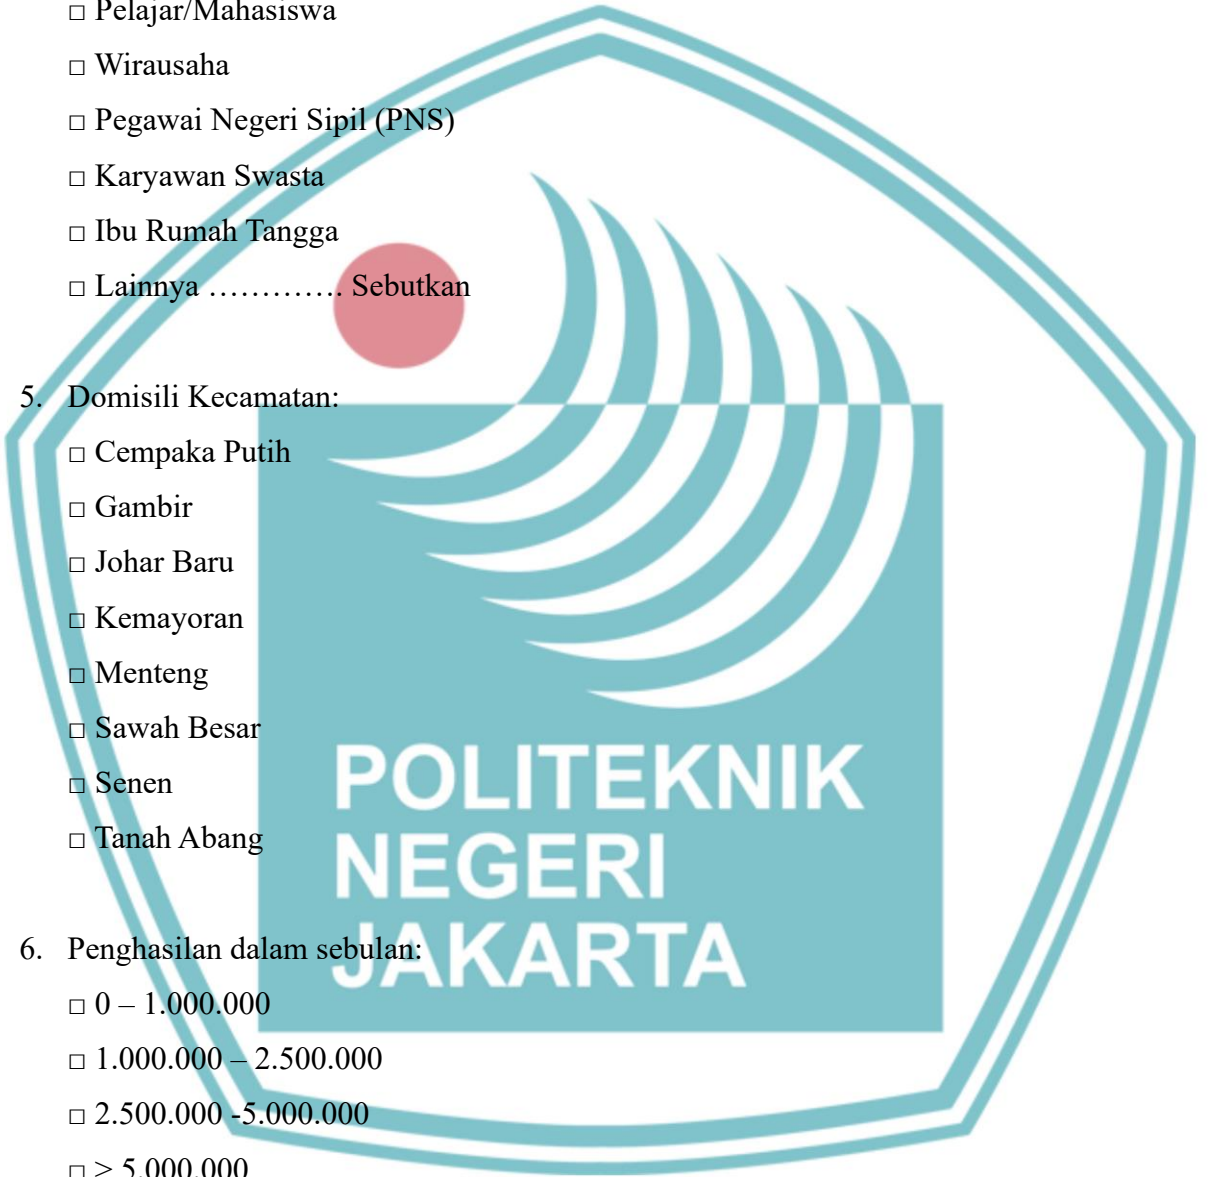 □ Pelajar/Mahasiswa
□ Wirausaha
□ Pegawai Negeri Sipil (PNS)
□ Karyawan Swasta
□ Ibu Rumah Tangga
□ Lainnya …………. Sebutkan
5. Domisili Kecamatan:
□ Cempaka Putih
□ Gambir
□ Johar Baru
□ Kemayoran
□ Menteng
□ Sawah Besar
□ Senen
□ Tanah Abang
6. Penghasilan dalam sebulan:
□ 0 – 1.000.000
□ 1.000.000 – 2.500.000
□ 2.500.000 -5.000.000
□ > 5.000.000
POLITEKNIK
NEGERI
JAKARTA